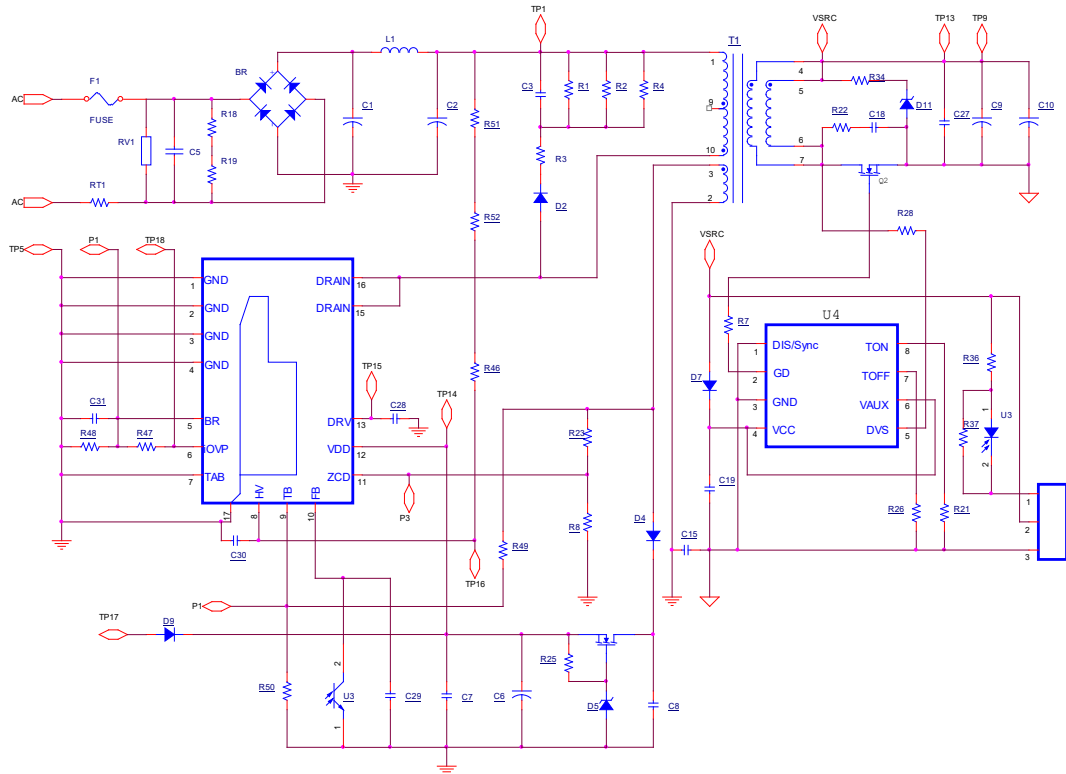 TP1
VSRC
TP13
TP9
L1
T1
F1
FUSE
AC
BR
+
-
C1
C2
C3
R1
R2
R4
1
9
10
3
2
4
5
6
7
R34
D11
R22
C18
C27
C9
C10
Q2
R18
R19
RV1
C5
R51
R3
D2
AC
RT1
R52
R28
TP5
P1
TP18
VSRC
GND
1
GND
2
GND
3
GND
4
BR
5
iOVP
6
TAB
7
DRAIN
16
DRAIN
15
DRV
13
VDD
12
ZCD
11
17
HV
8
TB
9
FB
10
C31
R48
R47
TP15
TP14
C28
R46
R23
R8
P3
C30
TP16
R49
D4
C15
R7
D7
C19
U4
DIS/Sync
1
GD
2
GND
3
VCC
4
TON
8
TOFF
7
VAUX
6
DVS
5
R26
R21
R36
R37
U3
1
2
1
2
3
P1
TP17
D9
R50
U3
2
1
C29
C7
C6
R25
D5
C8